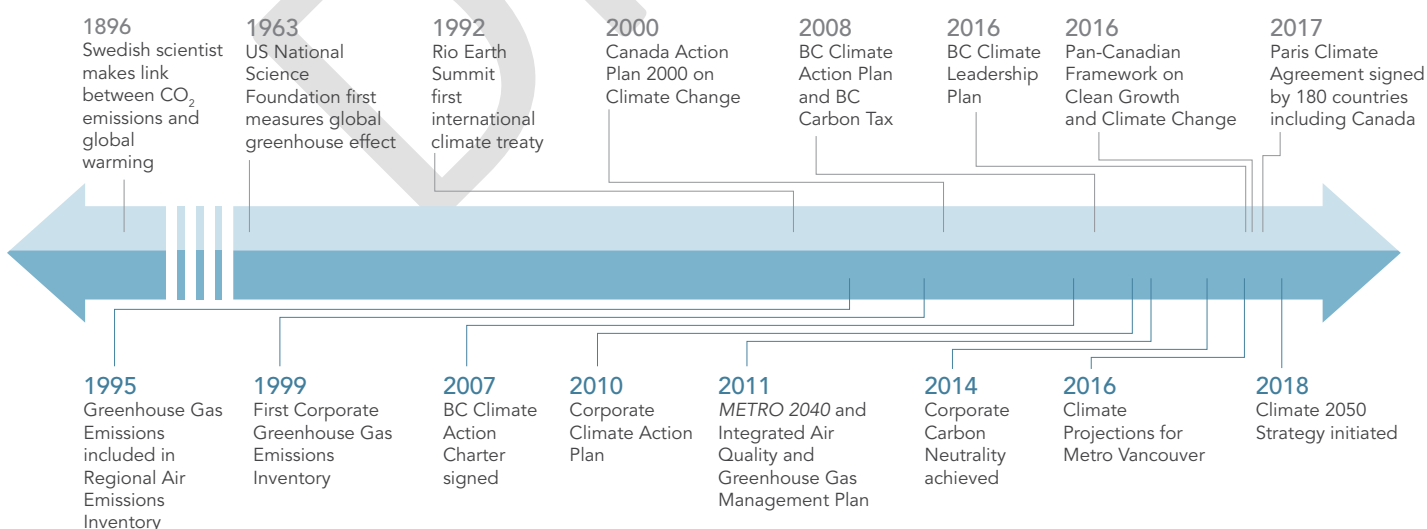 1896
Swedish scientist
makes link
between CO2
emissions and
global
warming
1963
US National
Science
Foundation first
measures global
greenhouse effect
1992
Rio Earth
Summit
first
international
climate treaty
2000
Canada Action
Plan 2000 on
Climate Change
2008
BC Climate
Action Plan
and BC
Carbon Tax
2016
BC Climate
Leadership
Plan
2016
Pan-Canadian
Framework on
Clean Growth
and Climate Change
2017
Paris Climate
Agreement signed
by 180 countries
including Canada
1995
Greenhouse Gas
Emissions
included in
Regional Air
Emissions
Inventory
1999
First Corporate
Greenhouse Gas
Emissions
Inventory
2007
BC Climate
Action
Charter
signed
2010
Corporate
Climate Action
Plan
2011
METRO 2040 and
Integrated Air
Quality and
Greenhouse Gas
Management Plan
2014
Corporate
Carbon
Neutrality
achieved
2016
Climate
Projections for
Metro Vancouver
2018
Climate 2050
Strategy initiated